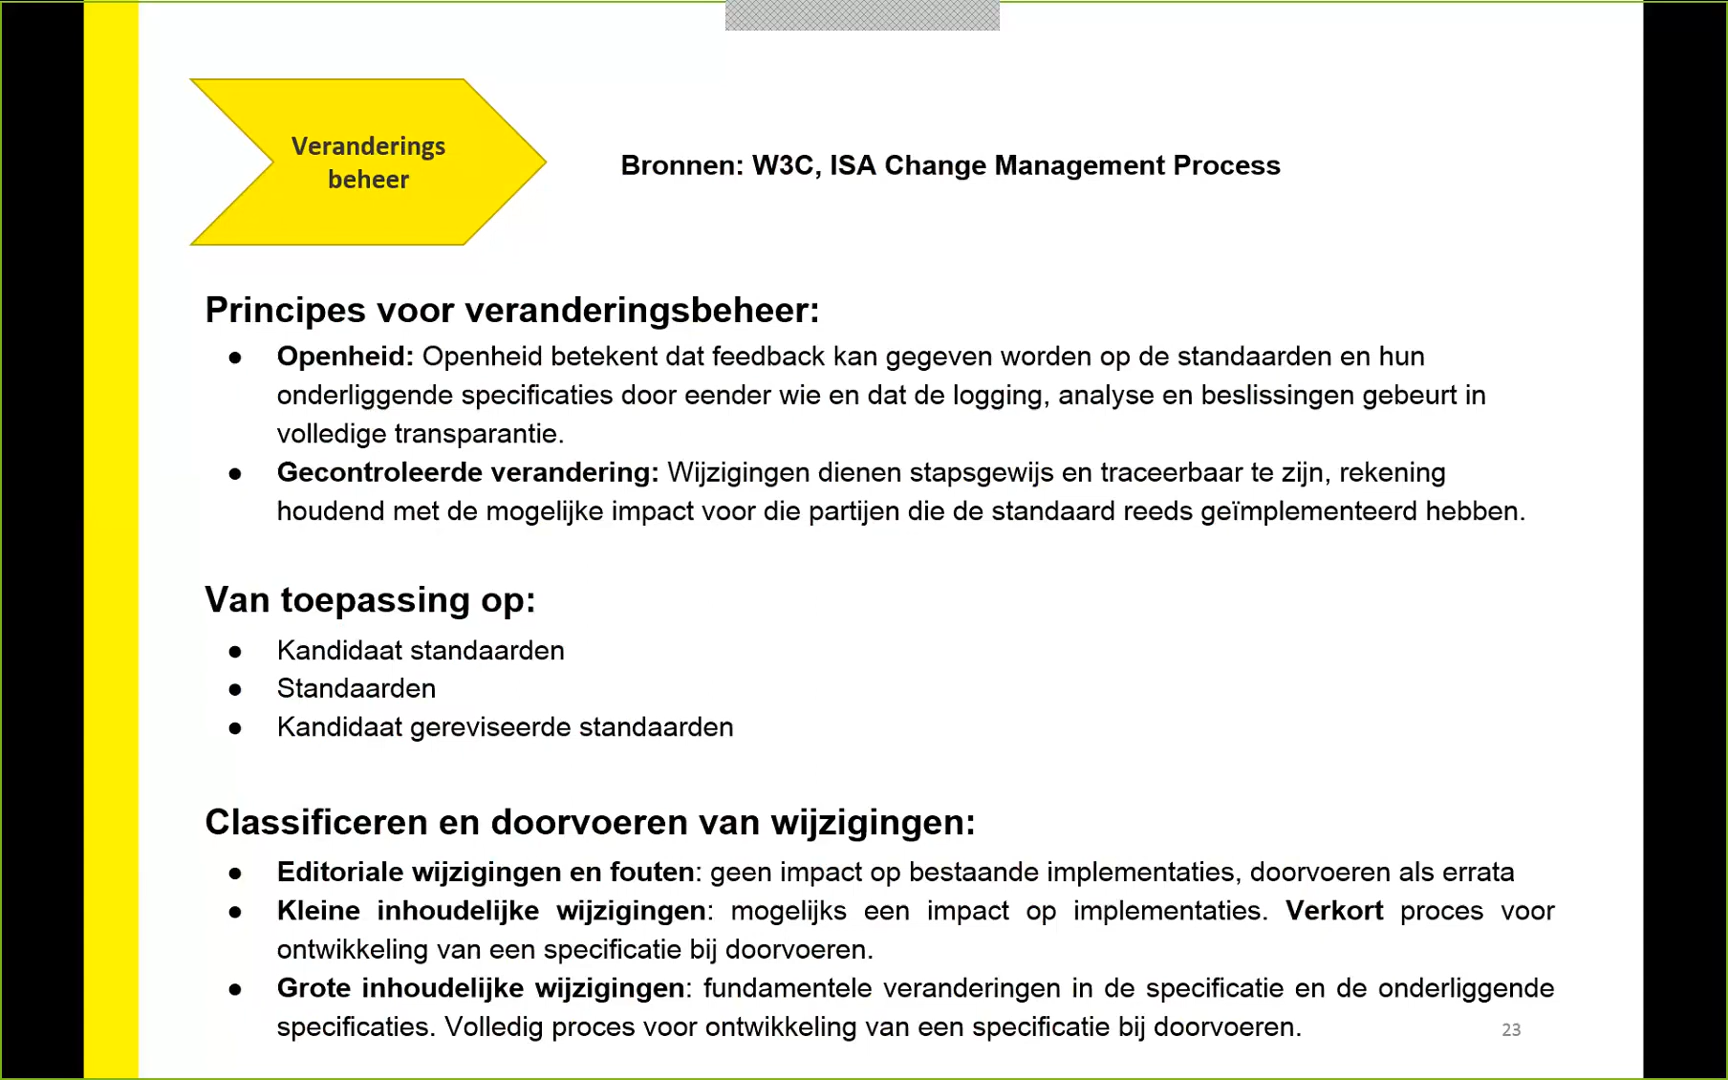 Veranderings
beheer
Bronnen: W3C, ISA Change Management Process
Principes voor veranderingsbeheer:
● Openheid: Openheid betekent dat feedback kan gegeven worden op de standaarden en hun
onderliggende specificaties door eender wie en dat de logging, analyse en beslissingen gebeurt in
volledige transparantie.
● Gecontroleerde verandering: Wijzigingen dienen stapsgewijs en traceerbaar te zijn, rekening
houdend met de mogelijke impact voor die partijen die de standaard reeds geïmplementeerd hebben.
Van toepassing op:
● Kandidaat standaarden
● Standaarden
● Kandidaat gereviseerde standaarden
Classificeren en doorvoeren van wijzigingen:
● Editoriale wijzigingen en fouten: geen impact op bestaande implementaties, doorvoeren als errata
● Kleine inhoudelijke wijzigingen: mogelijks een impact op implementaties. Verkort proces voor
ontwikkeling van een specificatie bij doorvoeren.
● Grote inhoudelijke wijzigingen: fundamentele veranderingen in de specificatie en de onderliggende
specificaties. Volledig proces voor ontwikkeling van een specificatie bij doorvoeren.
23